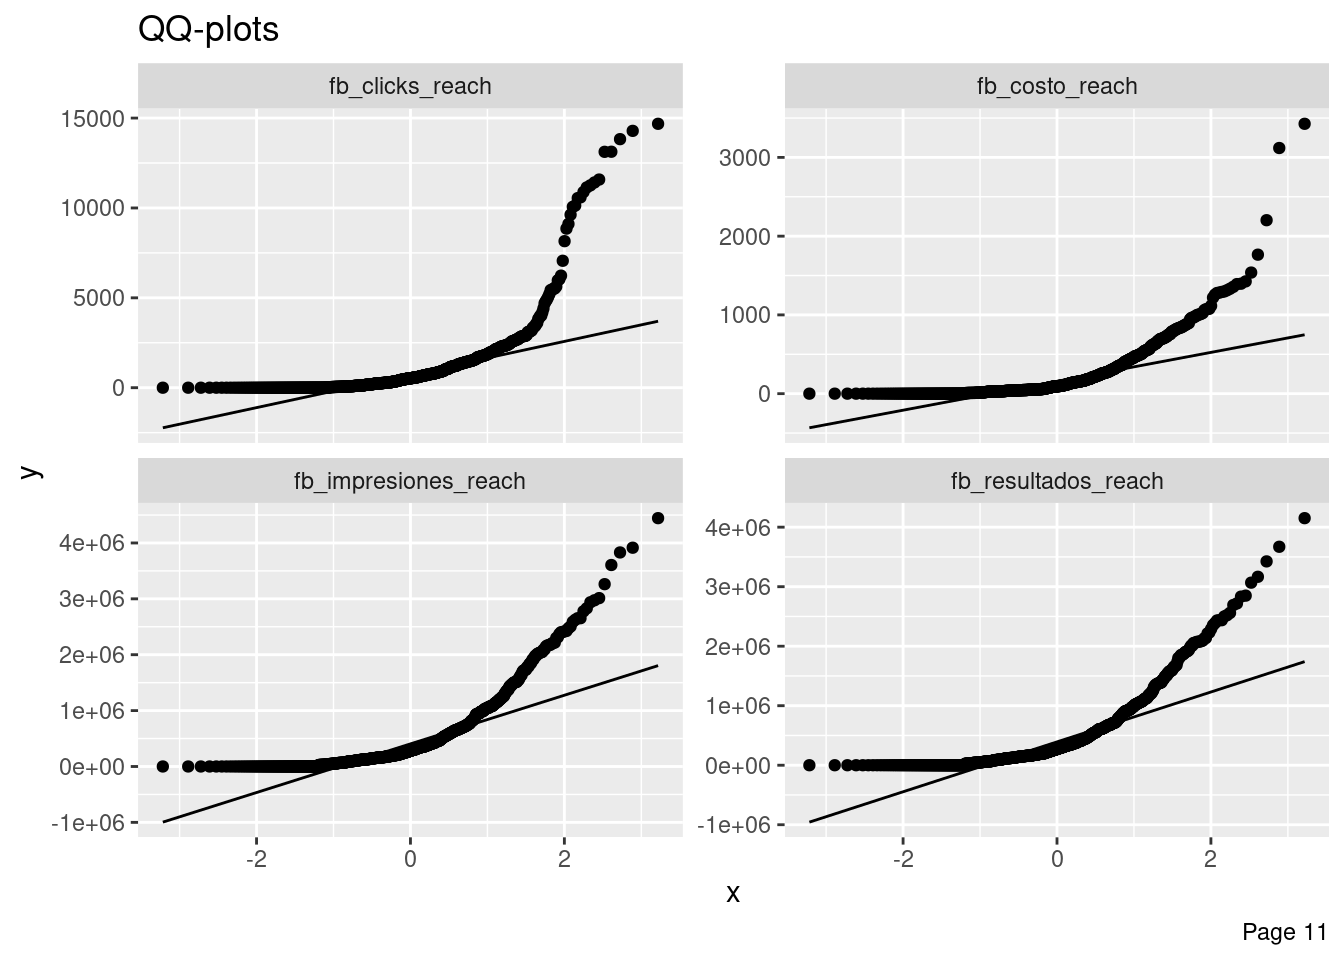 QQ-plots
fb_clicks_reach
fb_costo_reach
15000
10000
5000
0
3000
2000
1000
0
y
fb_impresiones_reach
fb_resultados_reach
4e+06
3e+06
2e+06
1e+06
0e+00
-1e+06
4e+06
3e+06
2e+06
1e+06
0e+00
-1e+06
-2 0 2
-2 0 2
x
Page 11